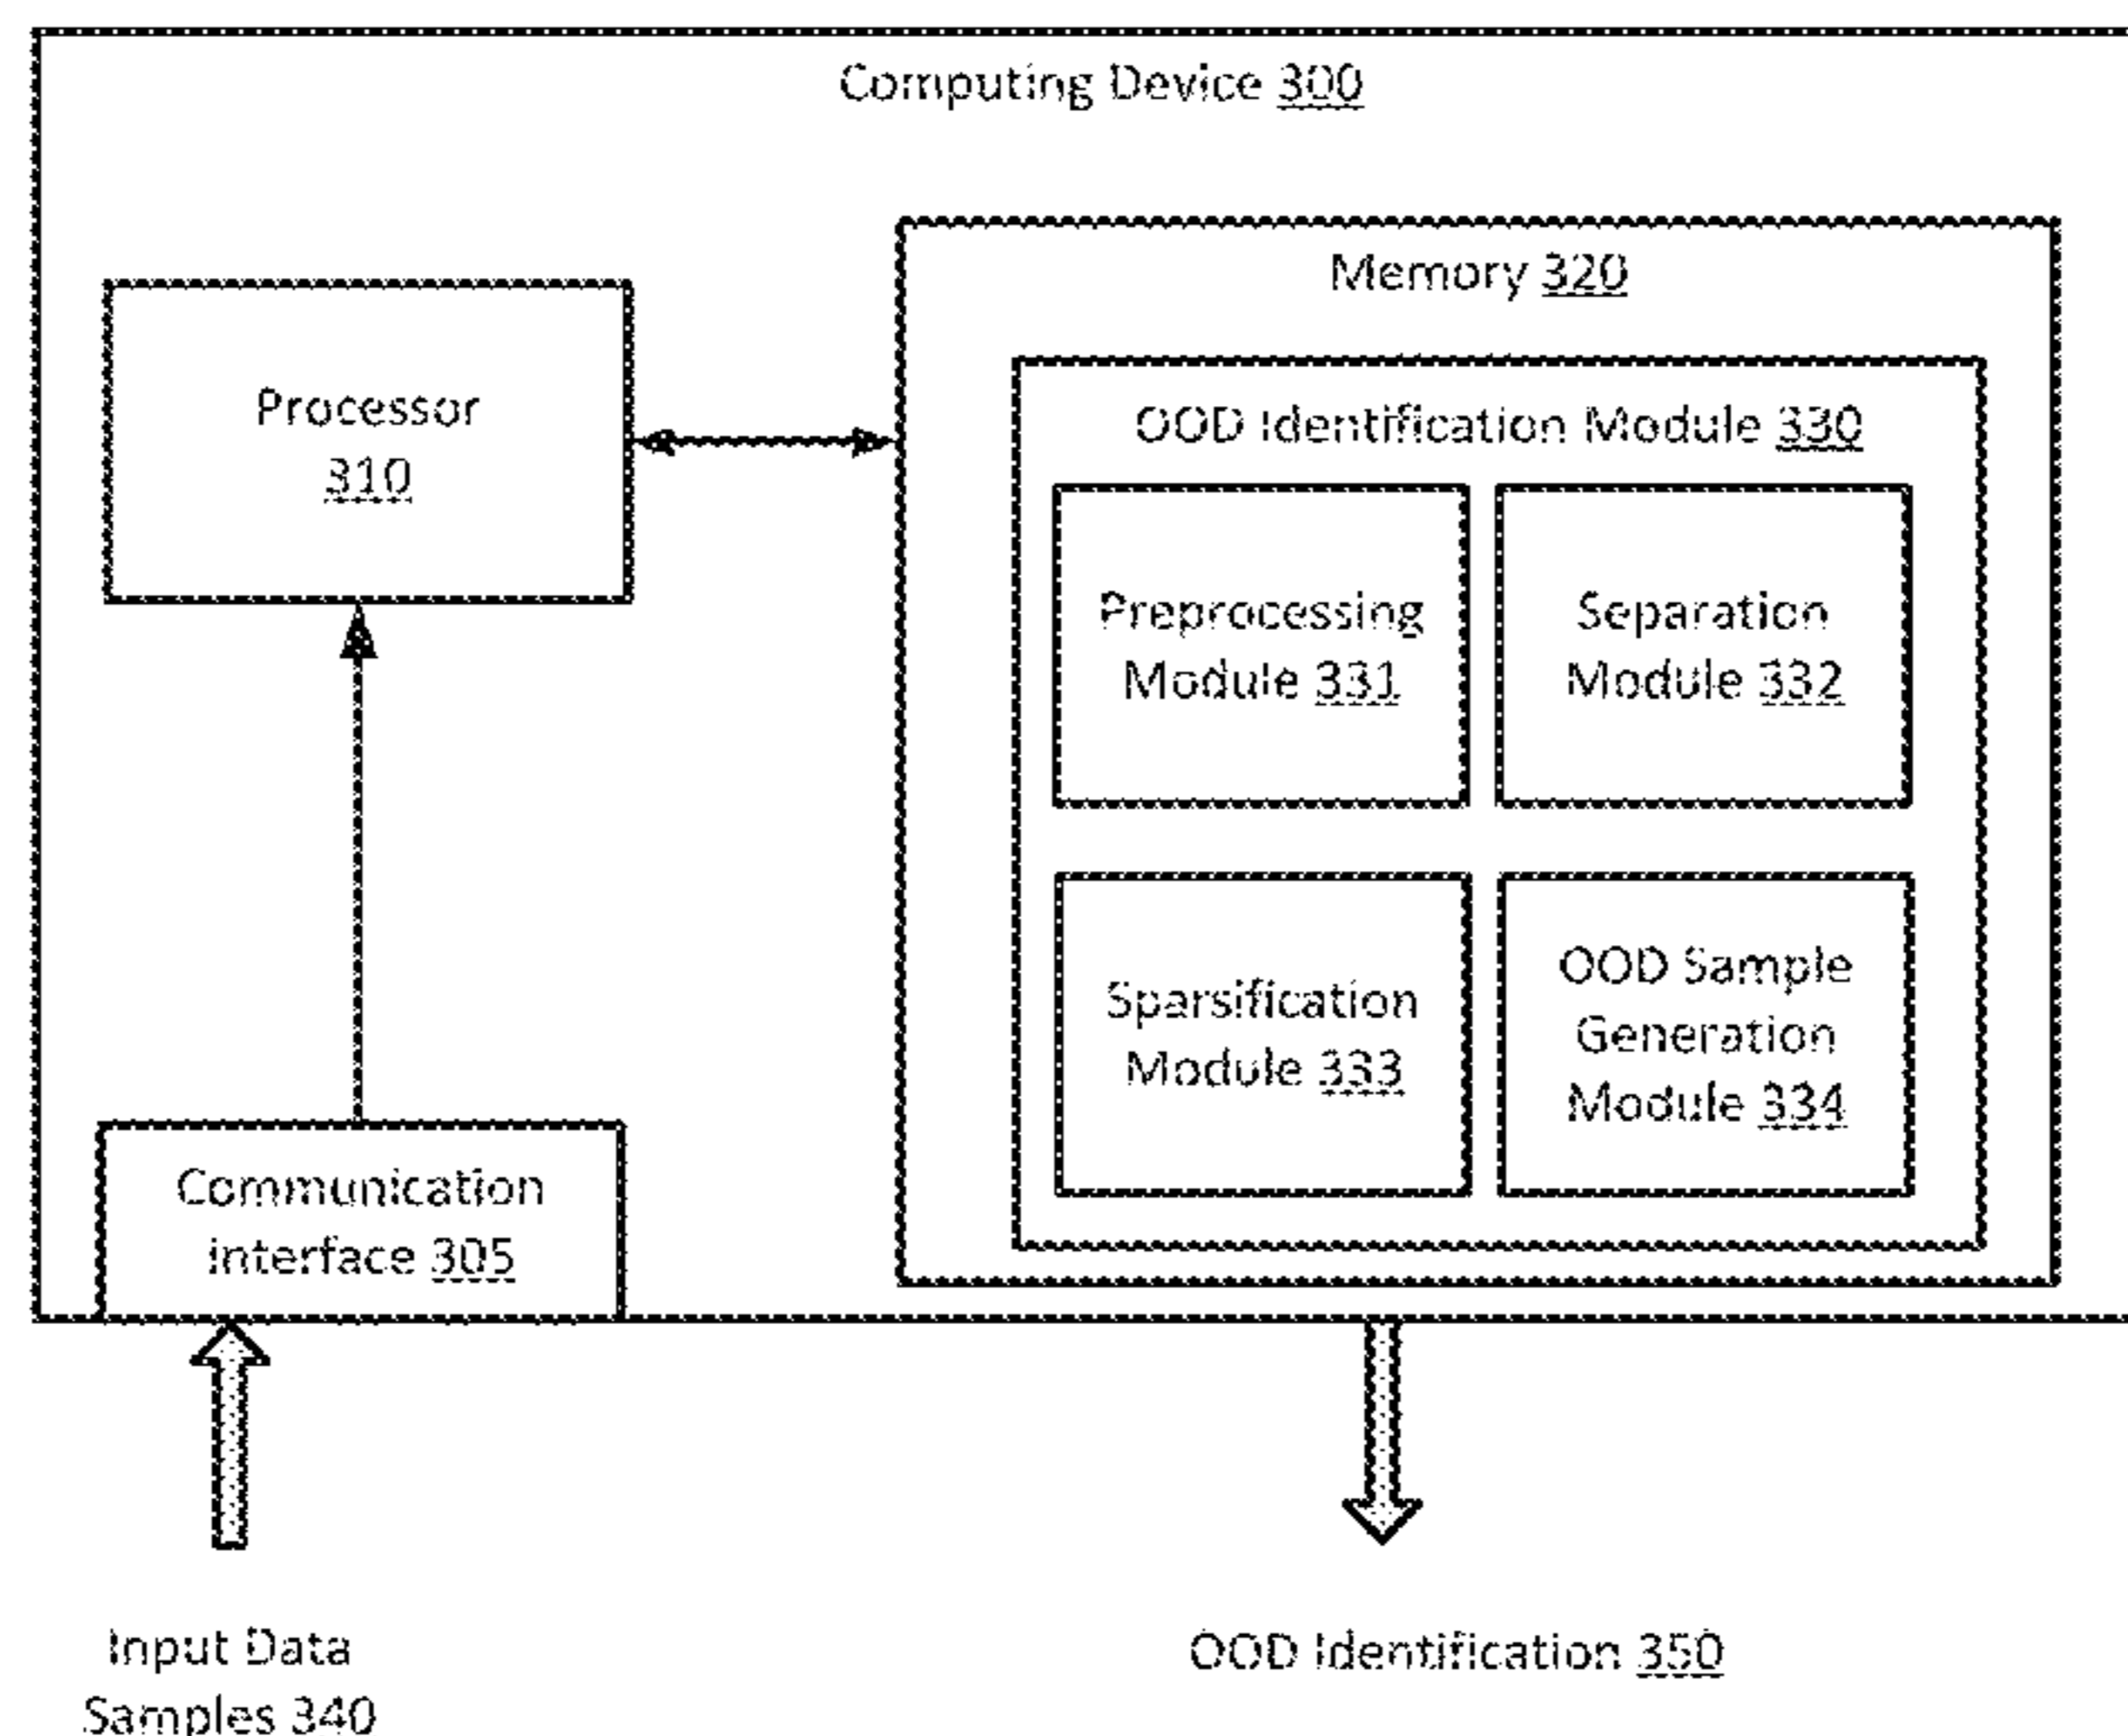 Computing Device 300
Memory 320
Processor
310
OOD Identification Module 330
Preprocessing
Module 331
Separation
Module 332
Sparsification
Module 333
OOD Sample
Generation
Module 334
Communication
interface 305
Input Data
Samples 340
OOD Identification 350